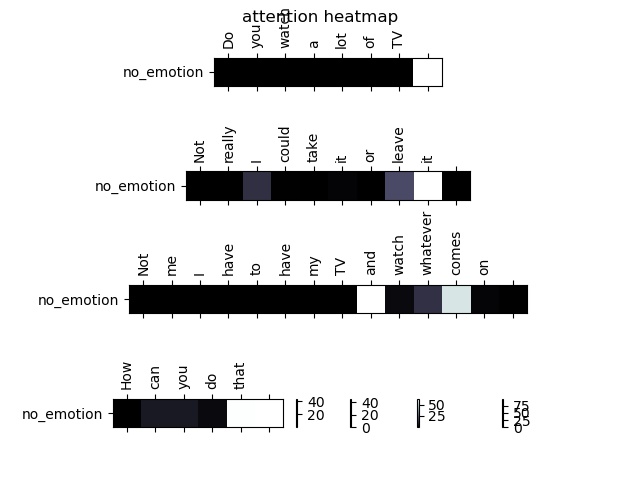 attention heatmap
Do you watch a lot of TV
no_emotion
Not really I could take it or leave it
no_emotion
Not me I have to have my TV and watch whatever comes on
no_emotion
How can you do that
no_emotion
40
20
40
20
0
50
25
75
50
25
0